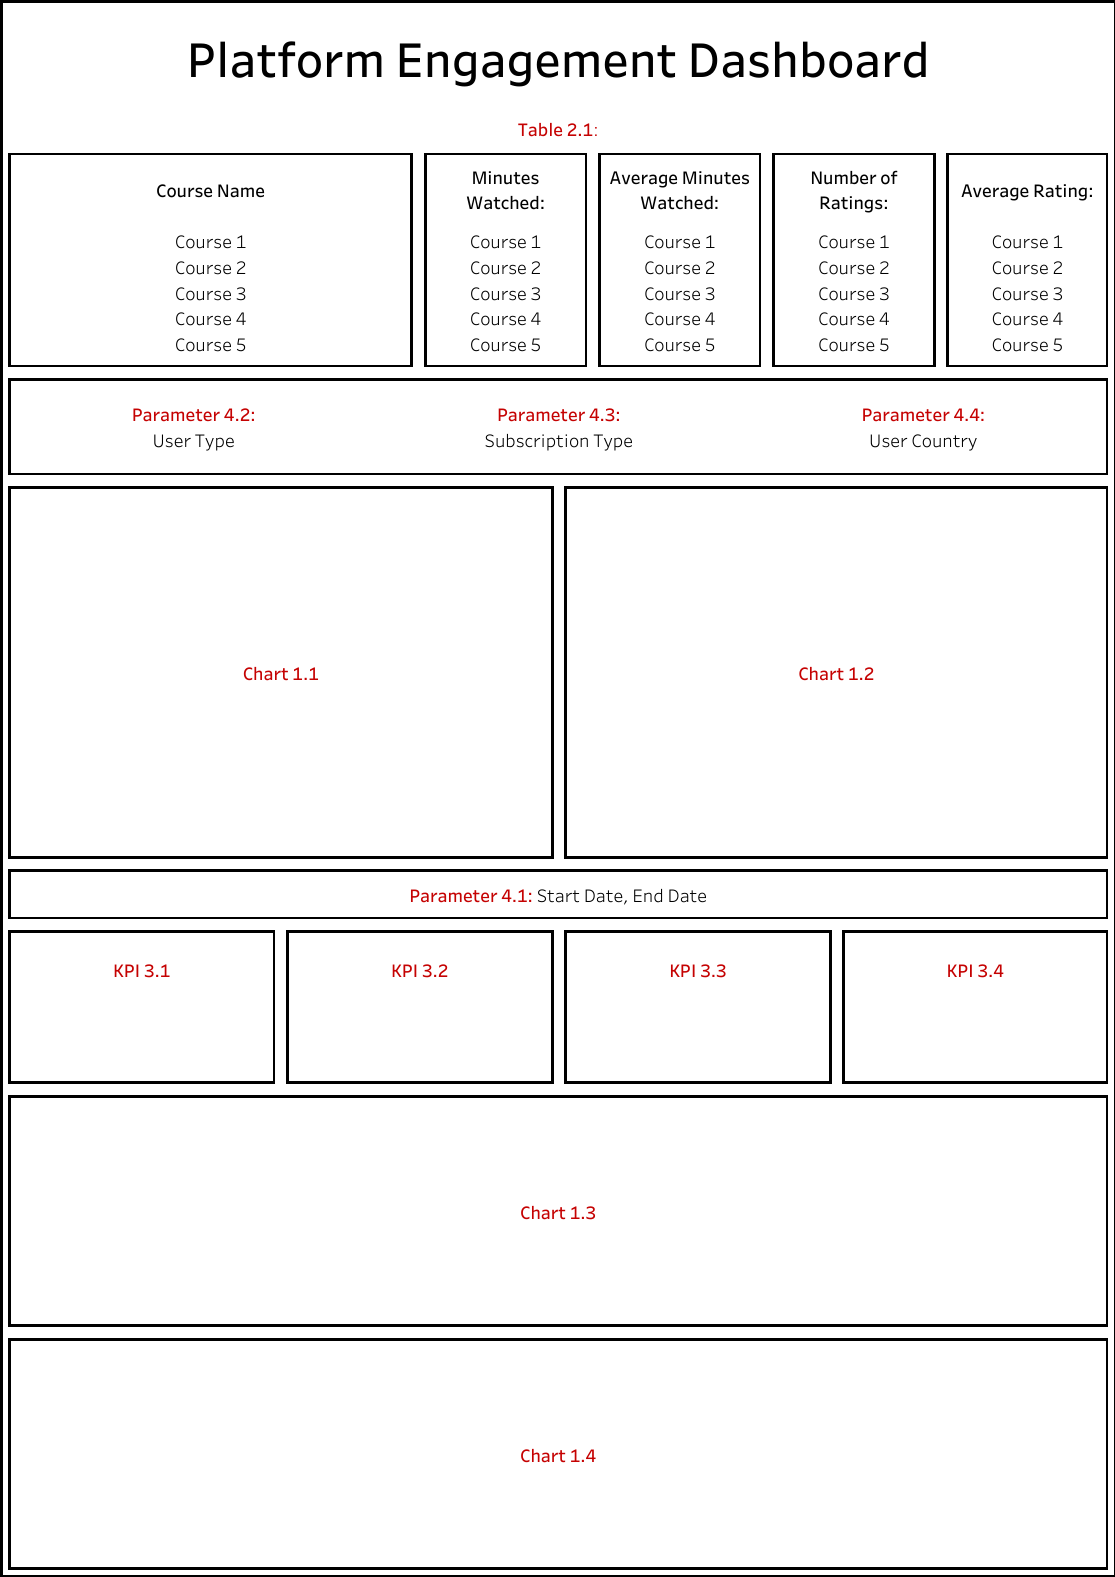 Platform Engagement Dashboard
Table 2.1:
Course Name
Course 1
Course 2
Course 3
Course 4
Course 5
Minutes
Watched:
Course 1
Course 2
Course 3
Course 4
Course 5
Average Minutes
Watched:
Course 1
Course 2
Course 3
Course 4
Course 5
Number of
Ratings:
Course 1
Course 2
Course 3
Course 4
Course 5
Average Rating:
Course 1
Course 2
Course 3
Course 4
Course 5
Parameter 4.2:
User Type
Parameter 4.3:
Subscription Type
Parameter 4.4:
User Country
Chart 1.1
Chart 1.2
Parameter 4.1: Start Date, End Date
KPI 3.1
KPI 3.2
KPI 3.3
KPI 3.4
Chart 1.3
Chart 1.4